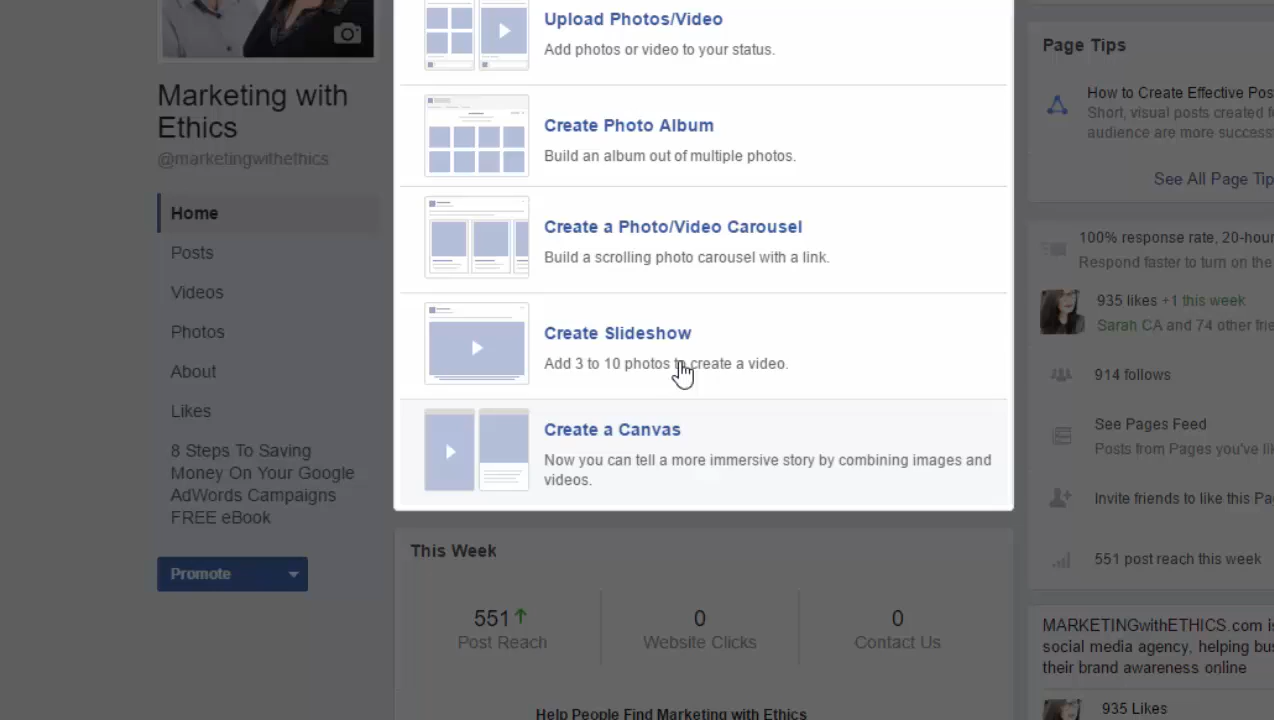 Marketing with
Ethics
@marketingwithethics
Home
Posts
Videos
Photos
About
Likes
8 Steps To Saving
Money On Your Google
AdWords Campaigns
FREE eBook
Promote
Upload Photos/Video
Add photos or video to your status.
Create Photo Album
Build an album out of multiple photos.
Create a Photo/Video Carousel
Build a scrolling photo carousel with a link.
Create Slideshow
Add 3 to 10 photos to create a video.
Create a Canvas
Now you can tell a more immersive story by combining images and
videos.
This Week
551
Post Reach
0
Website Clicks
0
Contact Us
Help People Find Marketing with Ethics
Page Tips
How to Create Effective Pos
Short, visual posts created fo
audience are more success
See All Page Tip
100% response rate, 20-hour
Respond faster to turn on the
935 likes +1 this week
Sarah CA and 74 other frie
914 follows
See Pages Feed
Posts from Pages you've li
Invite friends to like this Pa
551 post reach this week
MARKETINGwithETHICS.com is
social media agency, helping bus
their brand awareness online
935 Likes